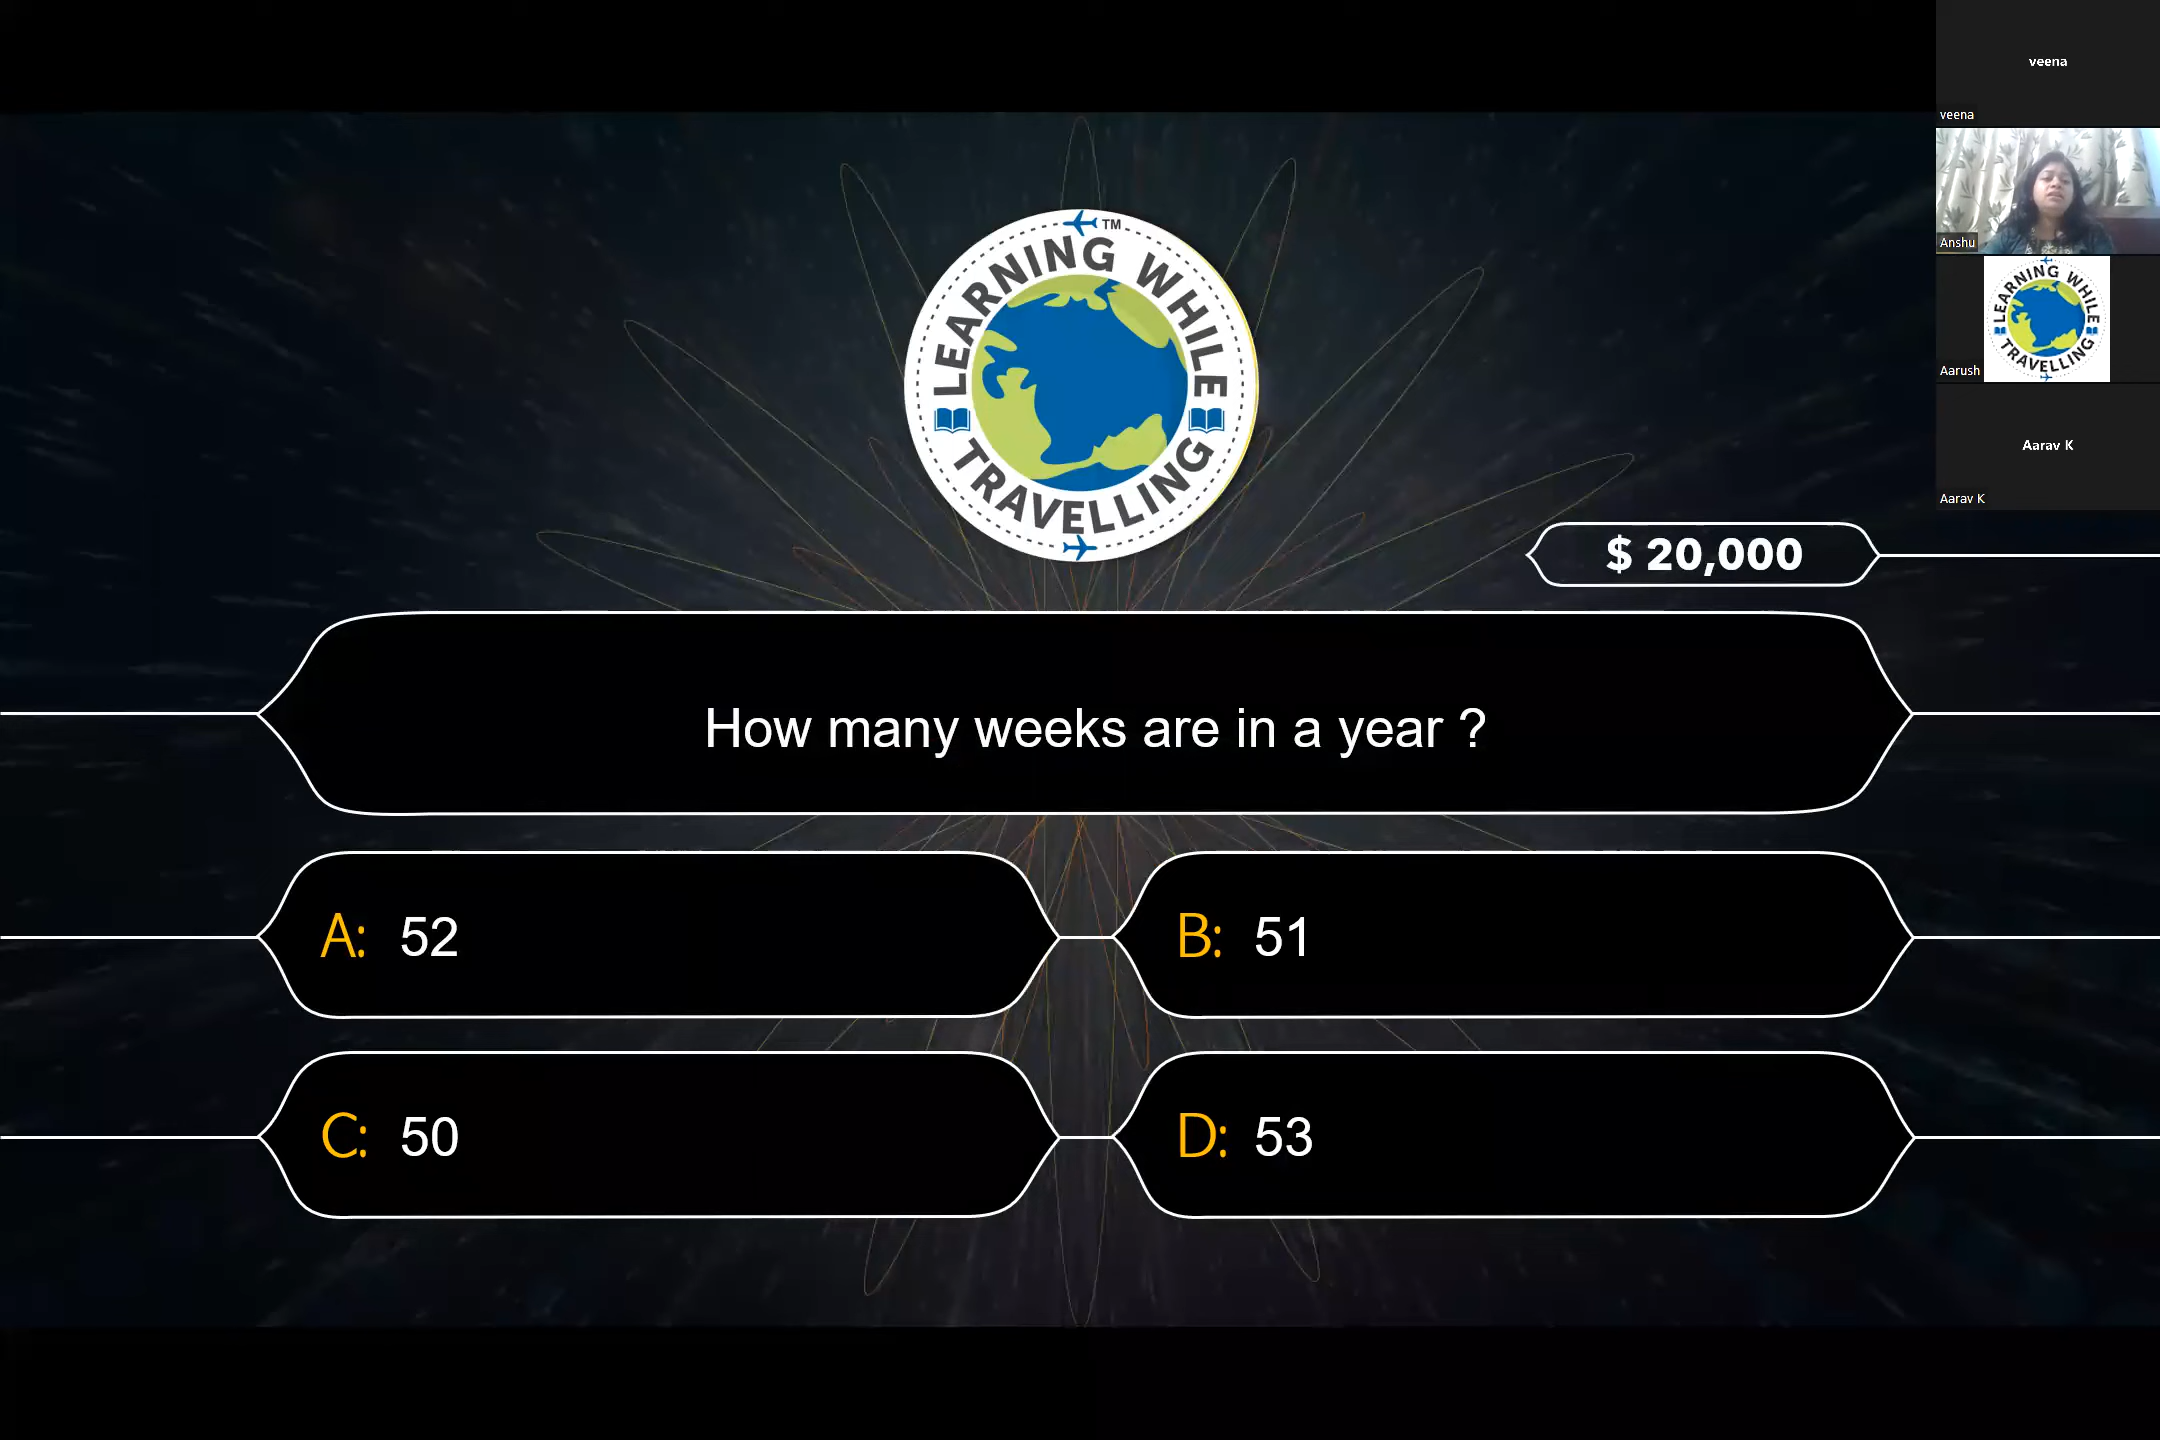 veena
veena
Anshu
LEARNING WHILE
TRAVELLING
TM
LEARNING WHILE
TRAVELLING
Aarush
Aarav K
Aarav K
$ 20,000
How many weeks are in a year ?
A: 52
B: 51
C: 50
D: 53